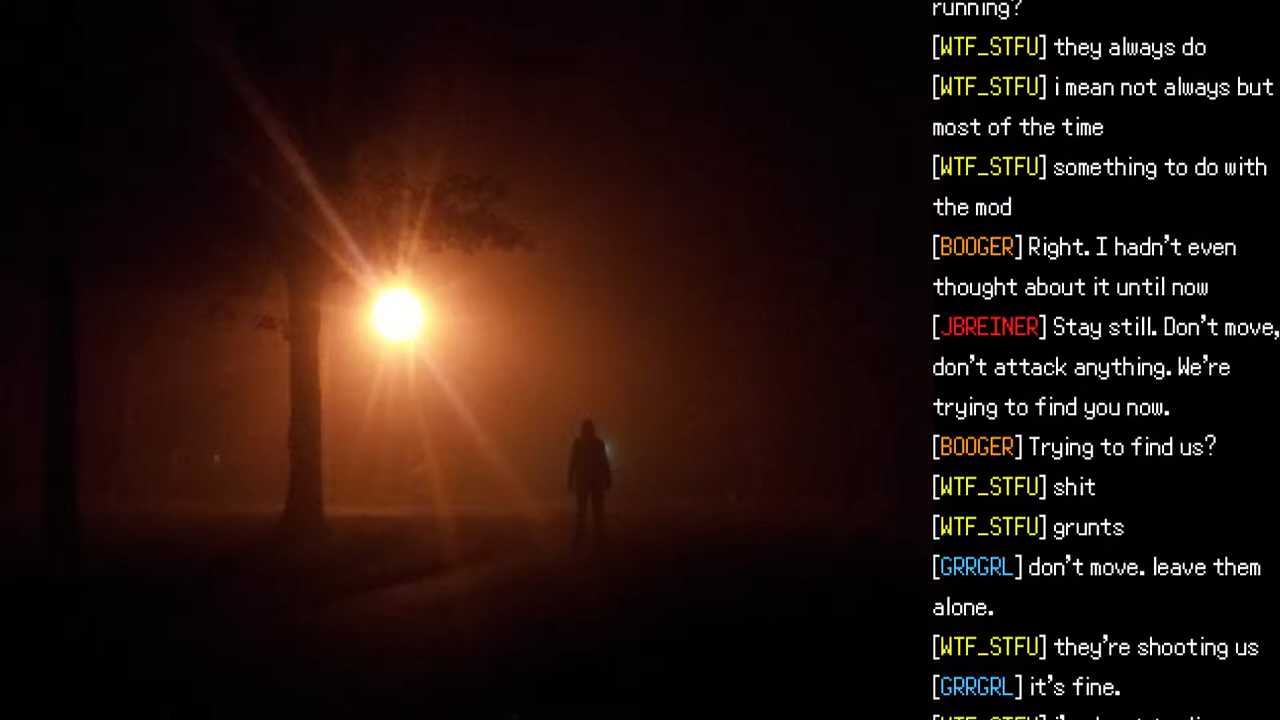 running?
[WTF_STFU] they always do
[WTF_STFU] i mean not always but
most of the time
[WTF_STFU] something to do with
the mod
[BOOGER] Right. I hadn't even
thought about it until now
[JBREINER] Stay still. Don't move,
don't attack anything. We're
trying to find you now.
[BOOGER] Trying to find us?
[WTF_STFU] shit
[WTF_STFU] grunts
[GRRGRL] don't move. leave them
alone.
[WTF_STFU] they're shooting us
[GRRGRL] it's fine.